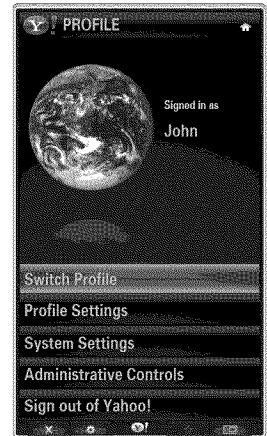 Y! PROFILE
Signed in as
John
Switch Profile
Profile Settings
System Settings
Administrative Controls
Sign out of Yahoo!
Y!